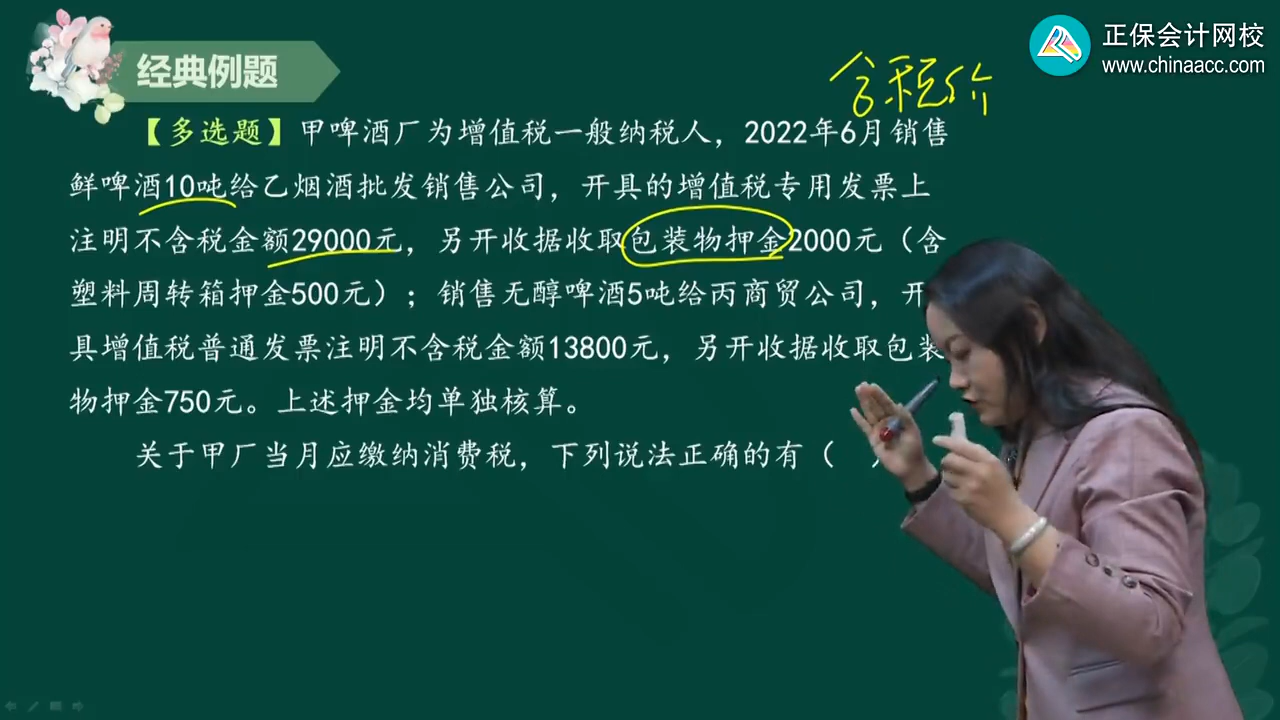 正保会计网校
www.chinaacc.com
经典例题
含税价
【多选题】甲啤酒厂为增值税一般纳税人，2022年6月销售
鲜啤酒10吨给乙烟酒批发销售公司，开具的增值税专用发票上
注明不含税金额29000元，另开收据收取包装物押金2000元（含
塑料周转箱押金500元）；销售无醇啤酒5吨给丙商贸公司，开
具增值税普通发票注明不含税金额13800元，另开收据收取包装
物押金750元。上述押金均单独核算。
关于甲厂当月应缴纳消费税，下列说法正确的有（ ）